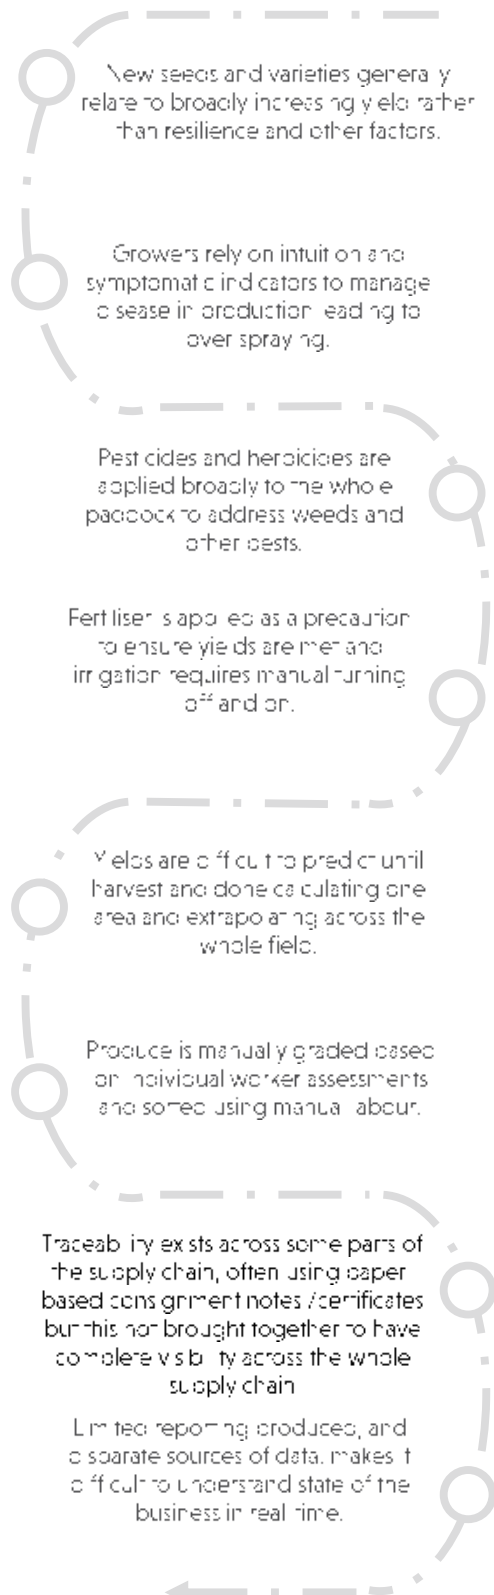 New seeds and varieties generally
relate to broadly increasing yield rather
than resilience and other factors.
Growers rely on intuition and
symptomatic indicators to manage
disease in production leading to
over spraying.
Pesticides and herbicides are
applied broadly to the whole
paddock to address weeds and
other pests.
Fertiliser is applied as a precaution
to ensure yields are met and
irrigation requires manual turning
off and on.
Yields are difficult to predict until
harvest and done calculating one
area and extrapolating across the
whole field.
Produce is manually graded based
on individual worker assessments
and sorted using manual labour.
Traceability exists across some parts of
the supply chain, often using paper
based consignment notes /certificates
but this not brought together to have
complete visibility across the whole
supply chain
Limited reporting produced, and
disparate sources of data, makes it
difficult to understand state of the
business in real time.